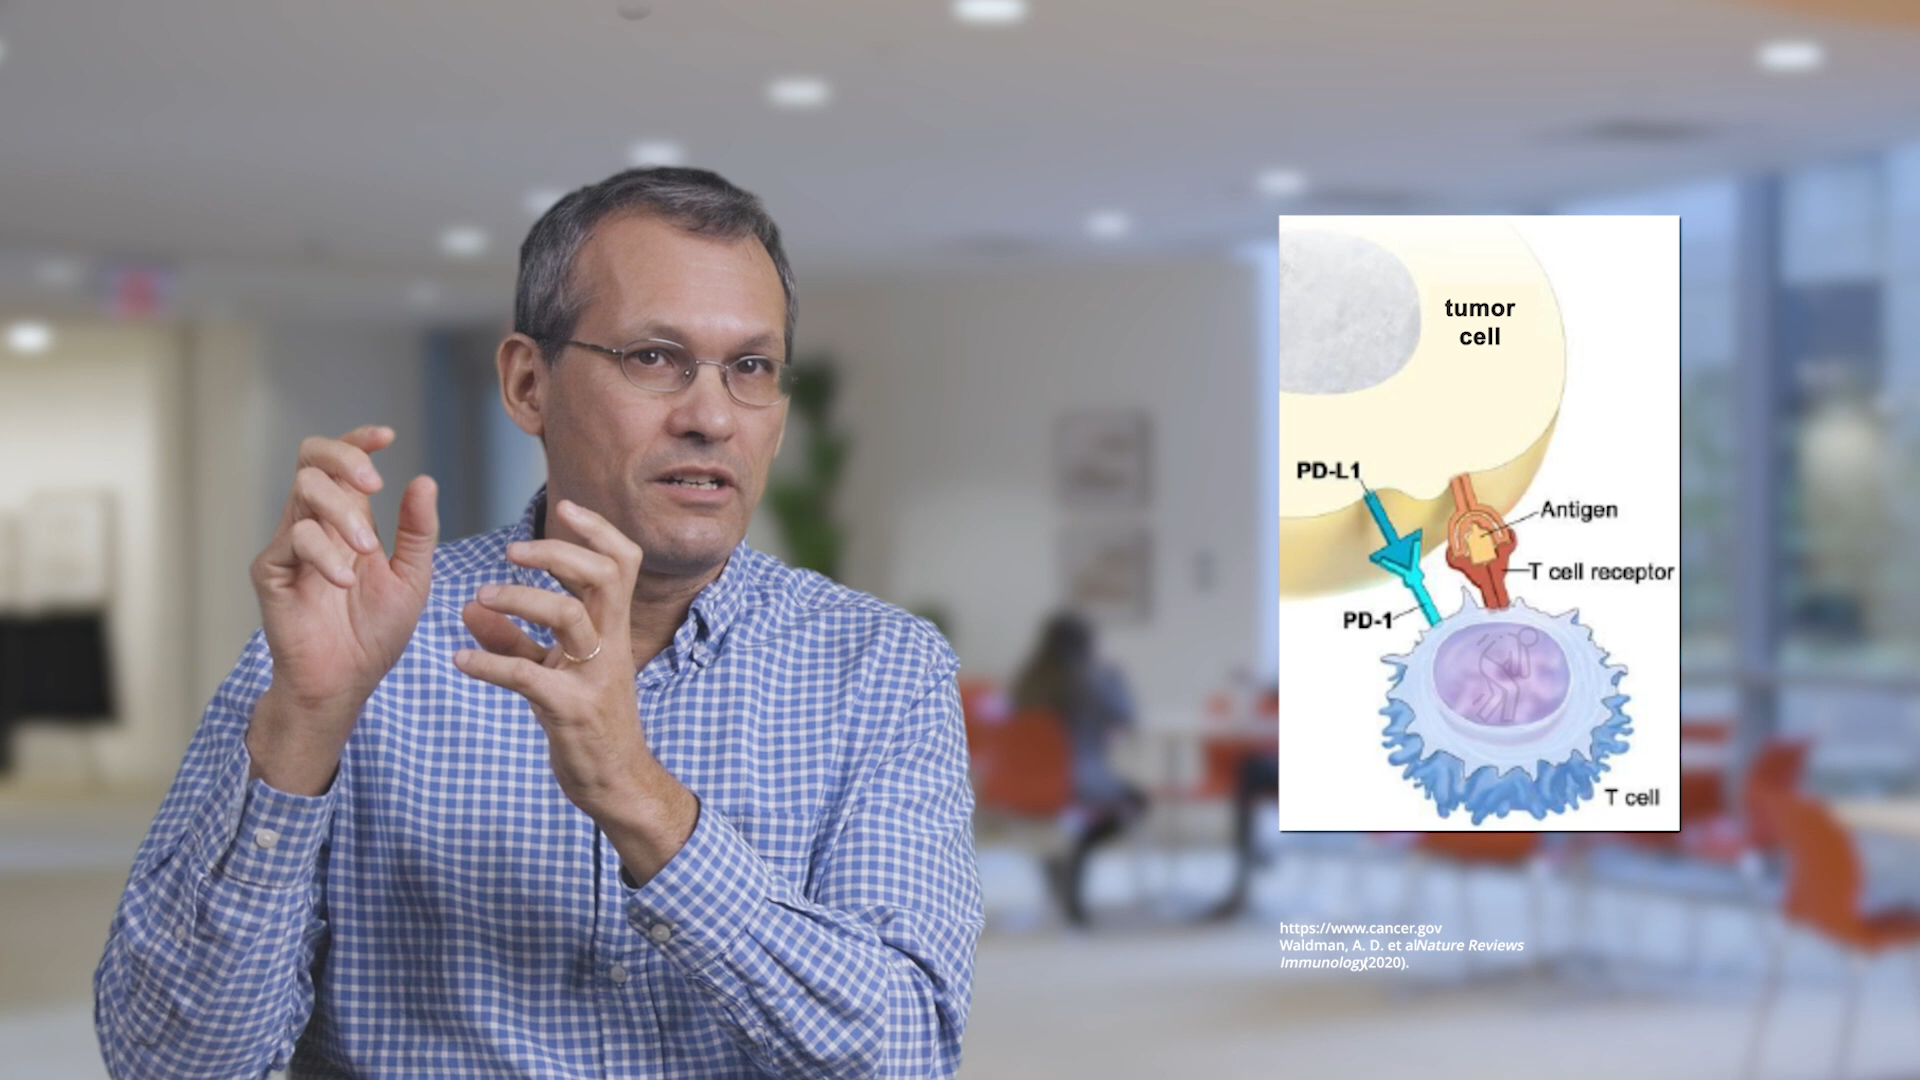 tumor
cell
PD-L1
Antigen
T cell receptor
PD-1
T cell
https://www.cancer.gov
Waldman, A. D. et alNature Reviews
Immunology(2020).